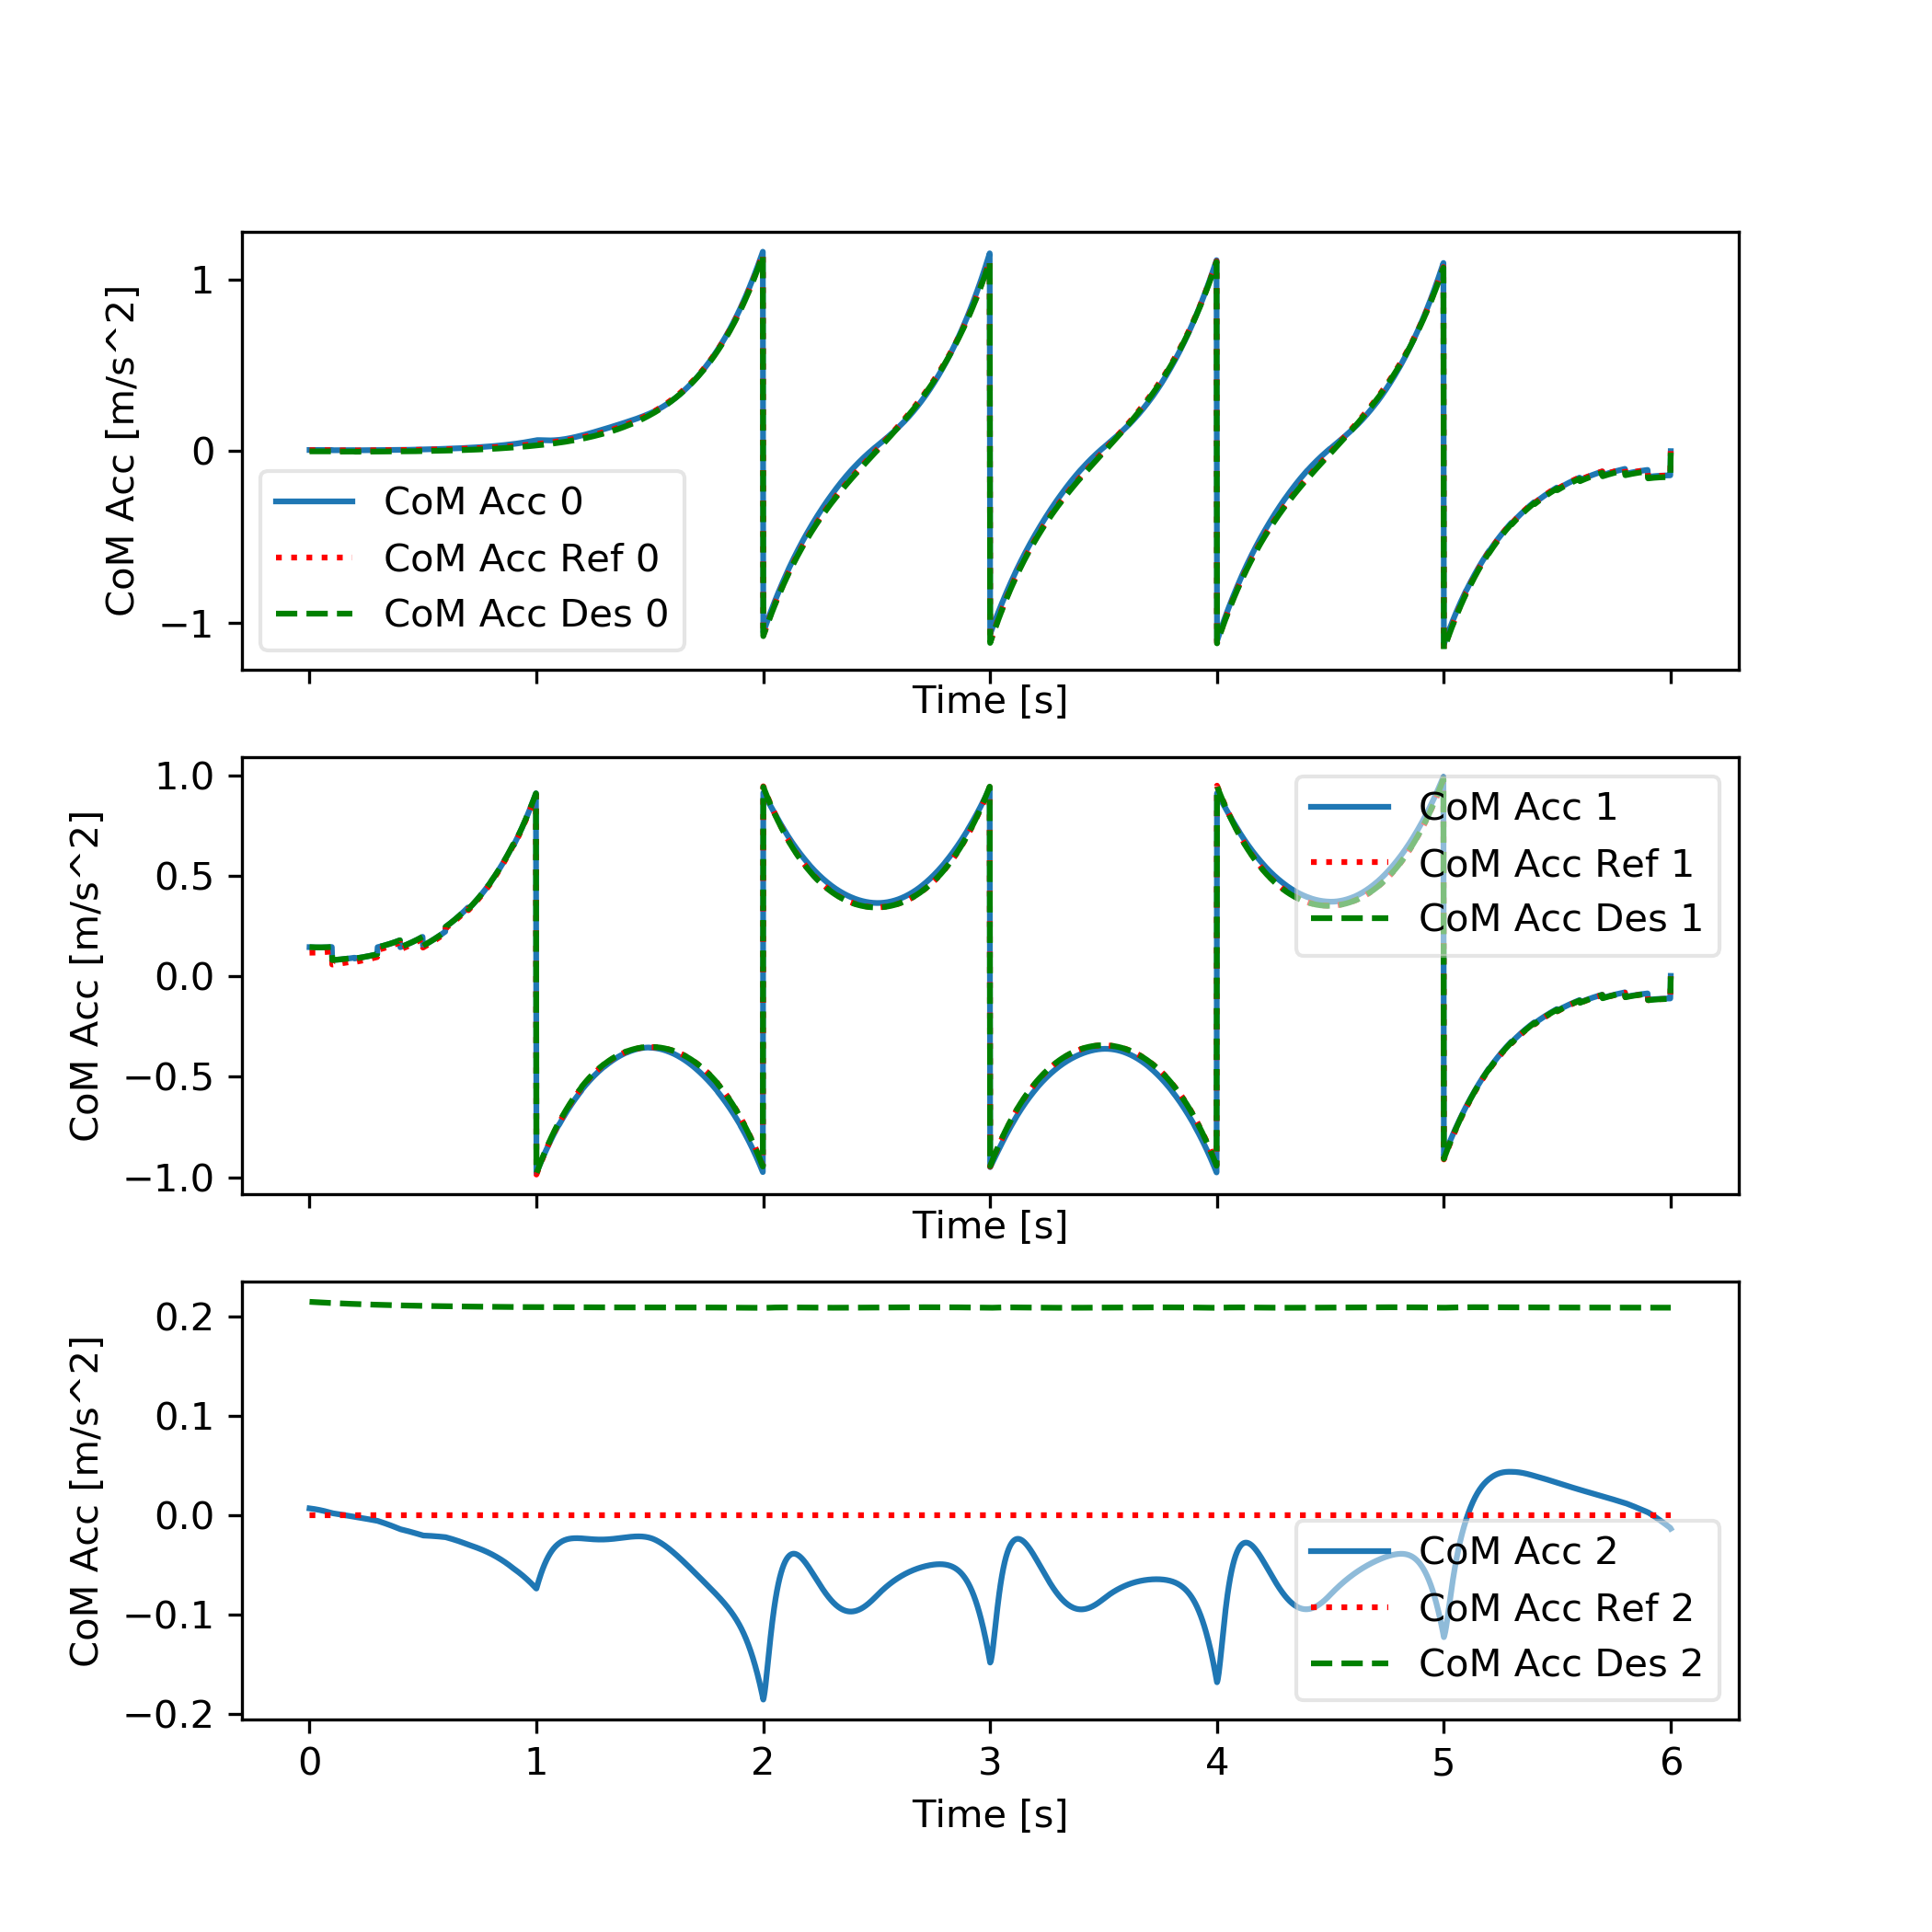 CoM Acc [m/s^2]
1
0
−1
CoM Acc 0
CoM Acc Ref 0
CoM Acc Des 0
Time [s]
CoM Acc [m/s^2]
1.0
0.5
0.0
−0.5
−1.0
CoM Acc 1
CoM Acc Ref 1
CoM Acc Des 1
Time [s]
CoM Acc [m/s^2]
0.2
0.1
0.0
−0.1
−0.2
CoM Acc 2
CoM Acc Ref 2
CoM Acc Des 2
0 1 2 3 4 5 6
Time [s]